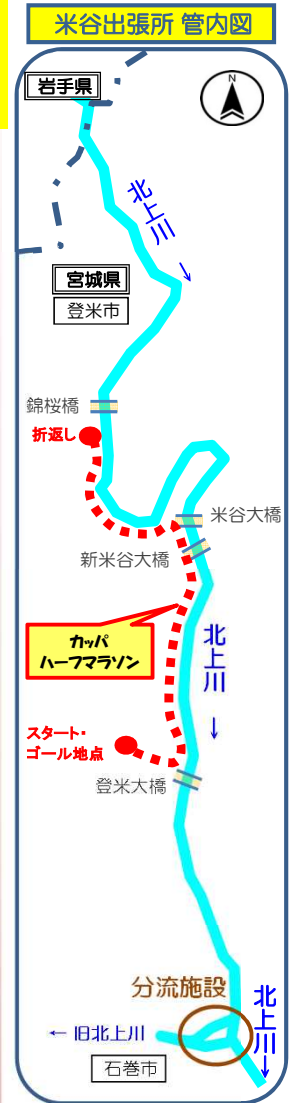 米谷出張所 管内図
岩手県
N
北上川
↓
宮城県
登米市
錦桜橋
折返し
米谷大橋
新米谷大橋
カッパ
ハーフマラソン
北上川
↓
スタート・
ゴール地点
登米大橋
分流施設
← 旧北上川
北上川↓
石巻市